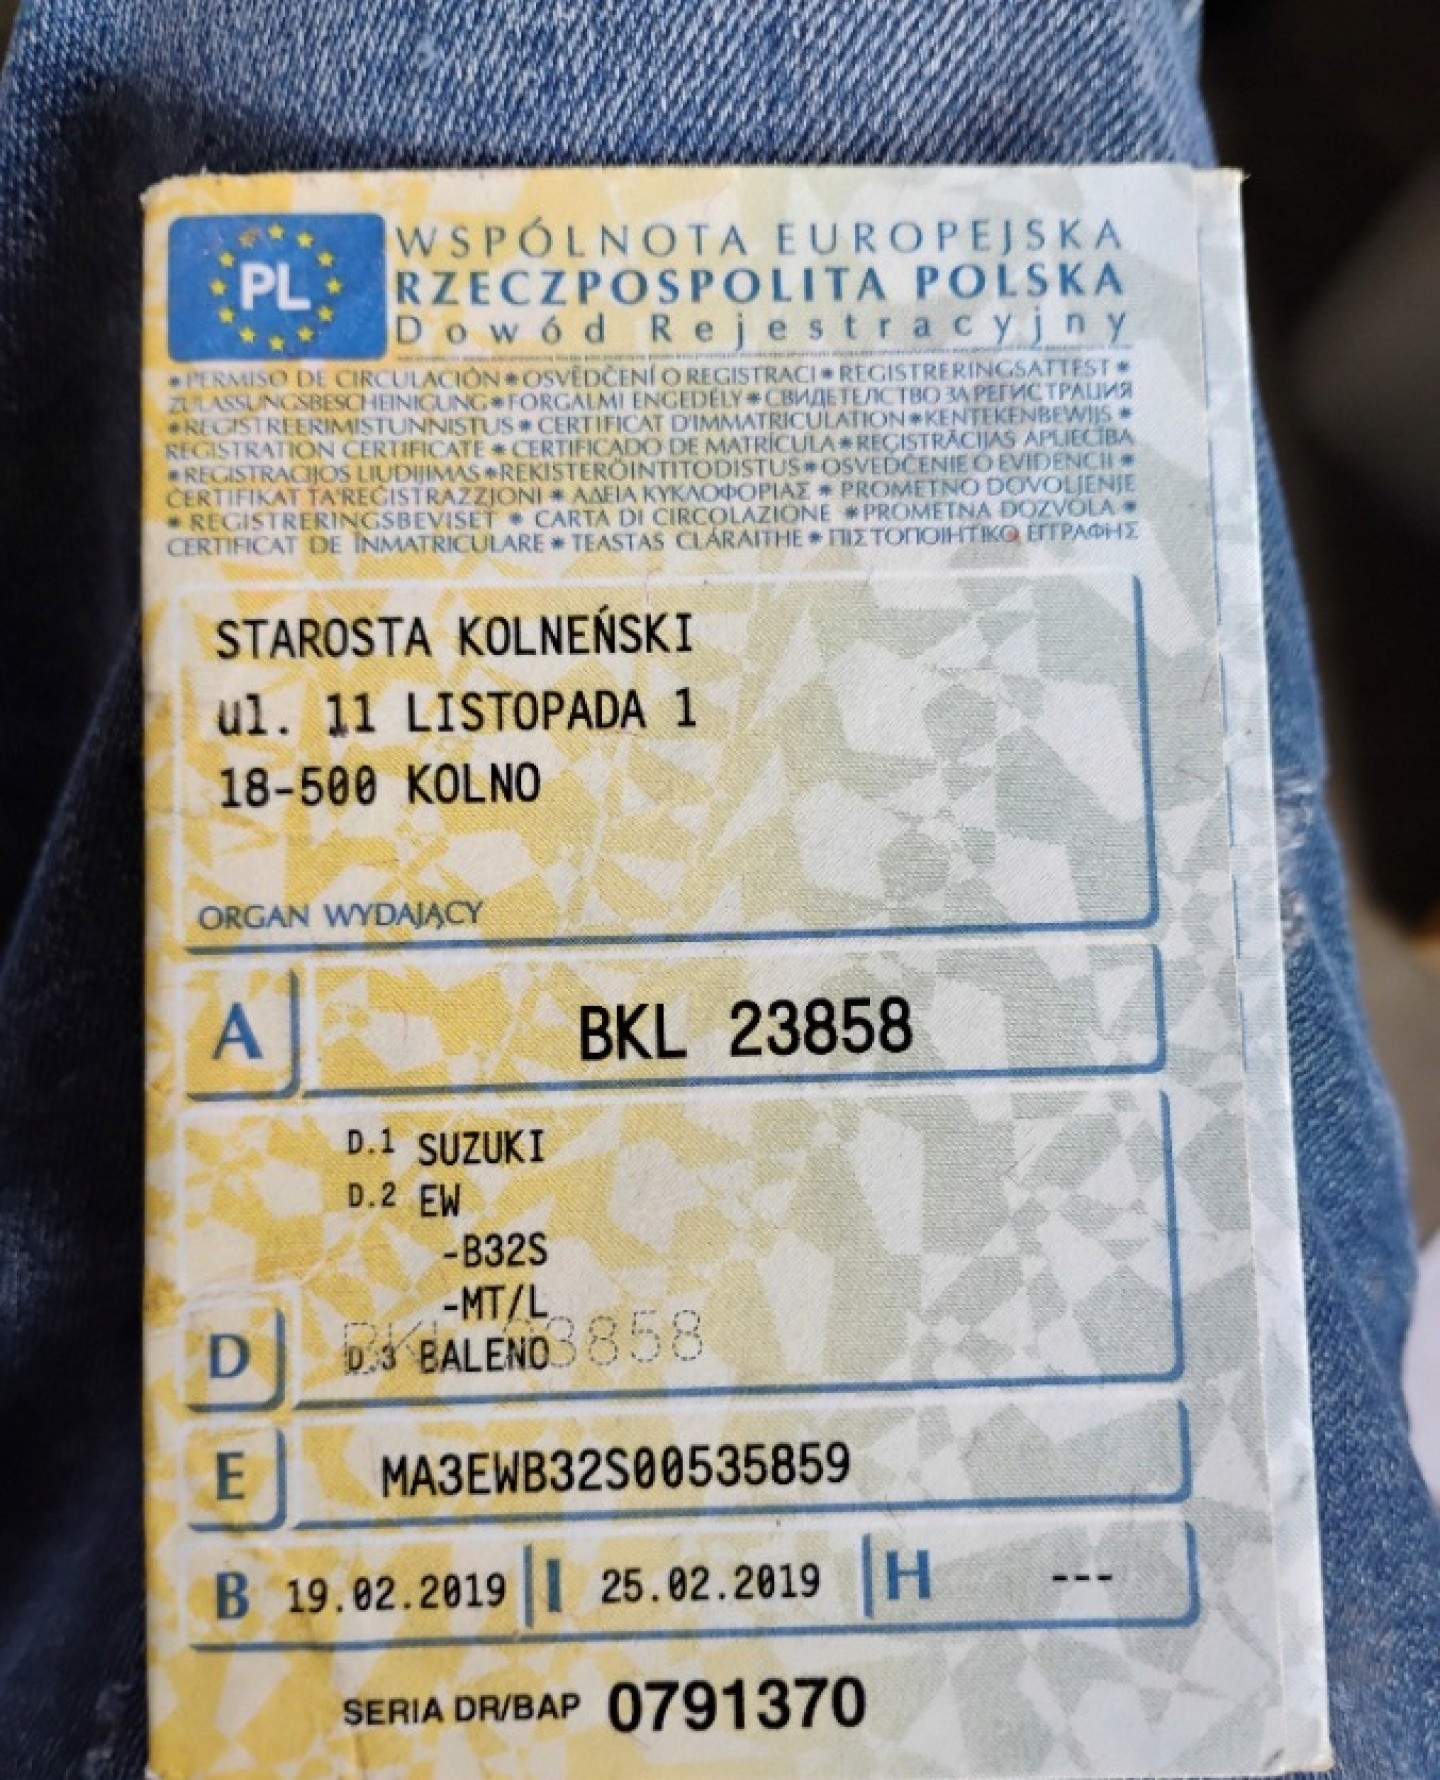 PL
WSPÓLNOTA EUROPEJSKA
RZECZPOSPOLITA POLSKA
Dowód Rejestracyjny
* PERMISO DE CIRCULACIÓN * OSVĚDČENÍ O REGISTRACI * REGISTRERINGSATTEST *
ZULASSUNGSBESCHEINIGUNG * FORGALMI ENGEDÉLY * СВИДЕТЕЛСТВО ЗА РЕГИСТРАЦИЯ
* REGISTREERIMISTUNNISTUS * CERTIFICAT D'IMMATRICULATION * KENTEKENBEWIJS *
REGISTRATION CERTIFICATE * CERTIFICADO DE MATRÍCULA * REĢISTRĀCIJAS APLIECĪBA
* REGISTRACIJOS LIUDIJIMAS * REKISTERÖINTITODISTUS * OSVEDČENIE O EVIDENCII *
ĊERTIFIKAT TA'REĠISTRAZZJONI * ΑΔΕΙΑ ΚΥΚΛΟΦΟΡΙΑΣ * PROMETNO DOVOLJENJE
* REGISTRERINGSBEVISET * CARTA DI CIRCOLAZIONE * PROMETNA DOZVOLA *
CERTIFICAT DE ÎNMATRICULARE * TEASTAS CLÁRAITHE * ΠΙΣΤΟΠΟΙΗΤΙΚΟ ΕΓΓΡΑΦΗΣ
STAROSTA KOLNEŃSKI
ul. 11 LISTOPADA 1
18-500 KOLNO
ORGAN WYDAJĄCY
A BKL 23858
D.1 SUZUKI
D.2 EW
-B32S
-MT/L
BKL 23858
D D.3 BALENO
E MA3EWB32S00535859
B 19.02.2019 I 25.02.2019 H ---
SERIA DR/BAP 0791370